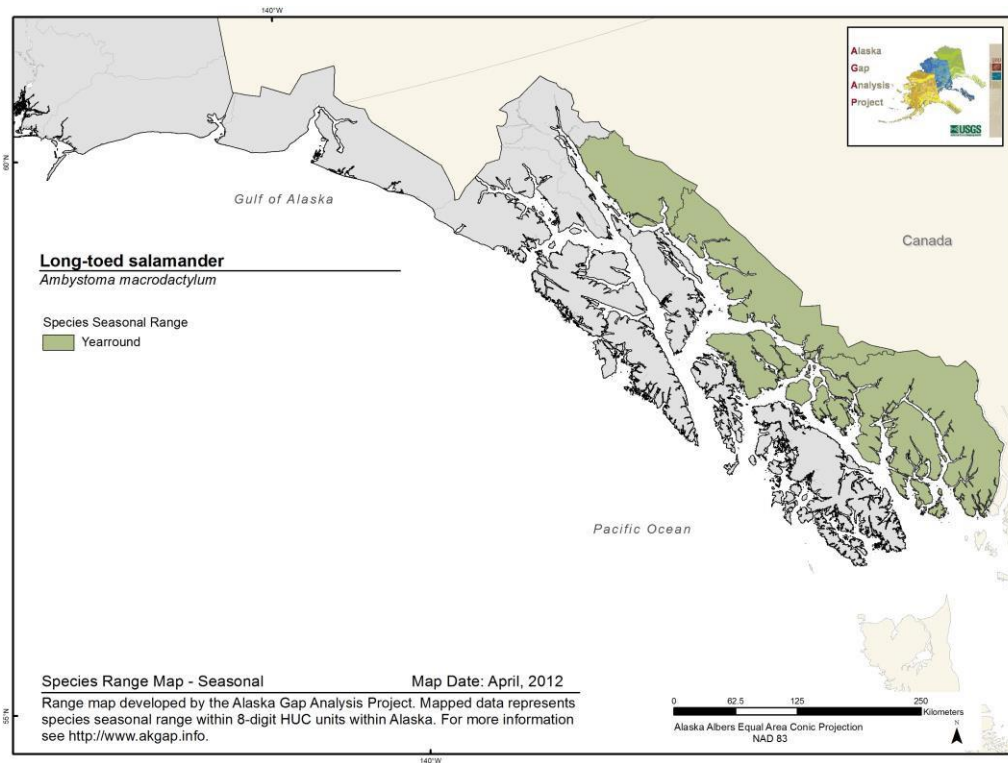 140°W
Alaska
Gap
Analysis
Project
USGS
60°N
Gulf of Alaska
Canada
Long-toed salamander
Ambystoma macrodactylum
Species Seasonal Range
Yearround
Pacific Ocean
Species Range Map - Seasonal Map Date: April, 2012
Range map developed by the Alaska Gap Analysis Project. Mapped data represents
species seasonal range within 8-digit HUC units within Alaska. For more information
see http://www.akgap.info.
0 62.5 125 250
Kilometers
Alaska Albers Equal Area Conic Projection
NAD 83
N
55°N
140°W